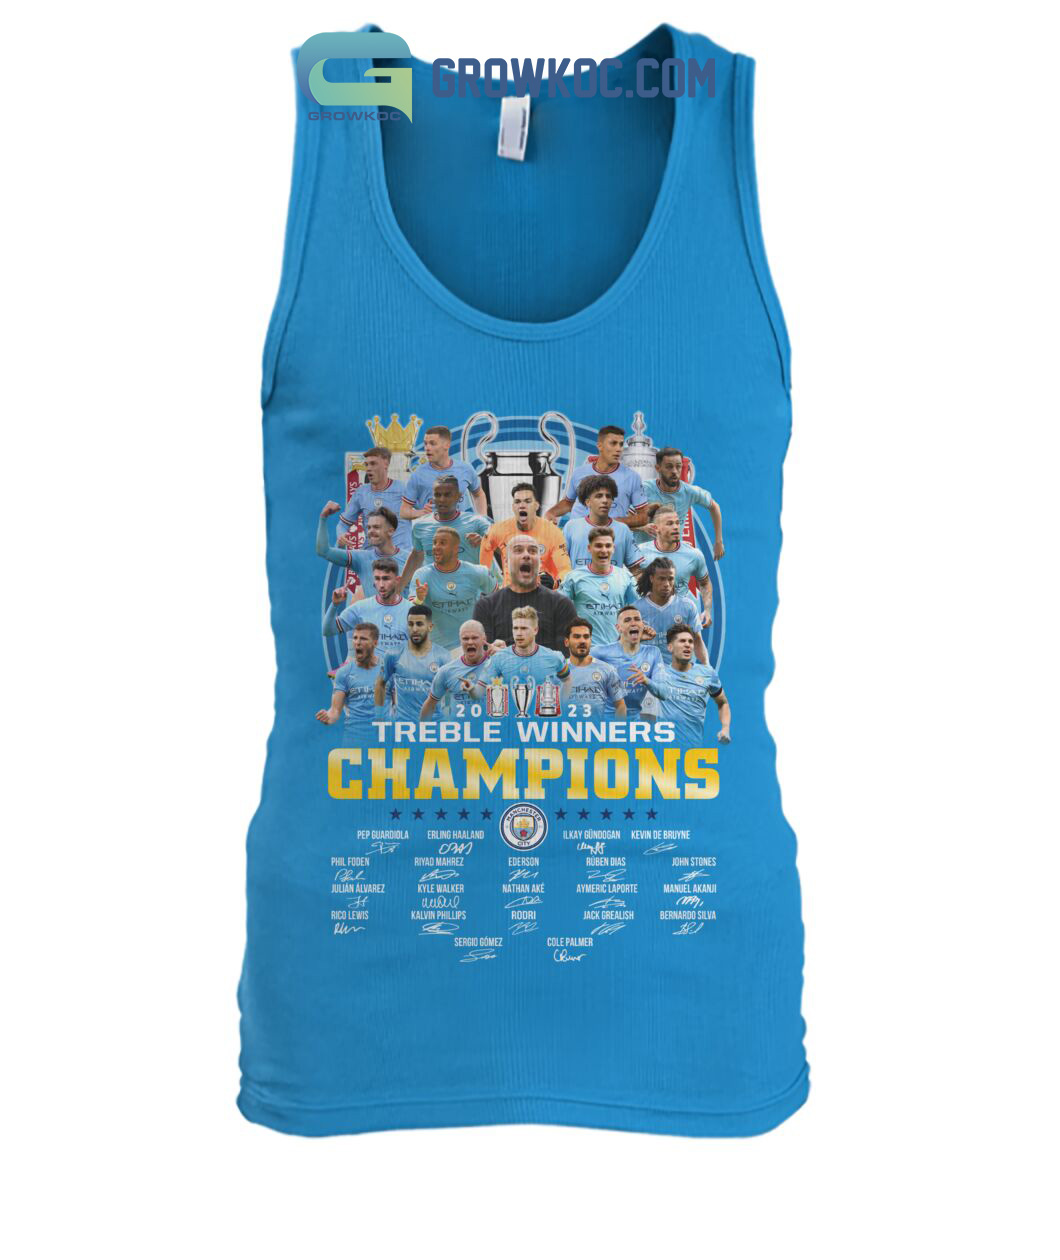 GROWKOC.COM
GROWKOC
20 23
TREBLE WINNERS
CHAMPIONS
MANCHESTER
CITY
PEP GUARDIOLA ERLING HAALAND ILKAY GÜNDOGAN KEVIN DE BRUYNE
PHIL FODEN RIYAD MAHREZ EDERSON RÚBEN DIAS JOHN STONES
JULIÁN ÁLVAREZ KYLE WALKER NATHAN AKÉ AYMERIC LAPORTE MANUEL AKANJI
RICO LEWIS KALVIN PHILLIPS RODRI JACK GREALISH BERNARDO SILVA
SERGIO GÓMEZ COLE PALMER